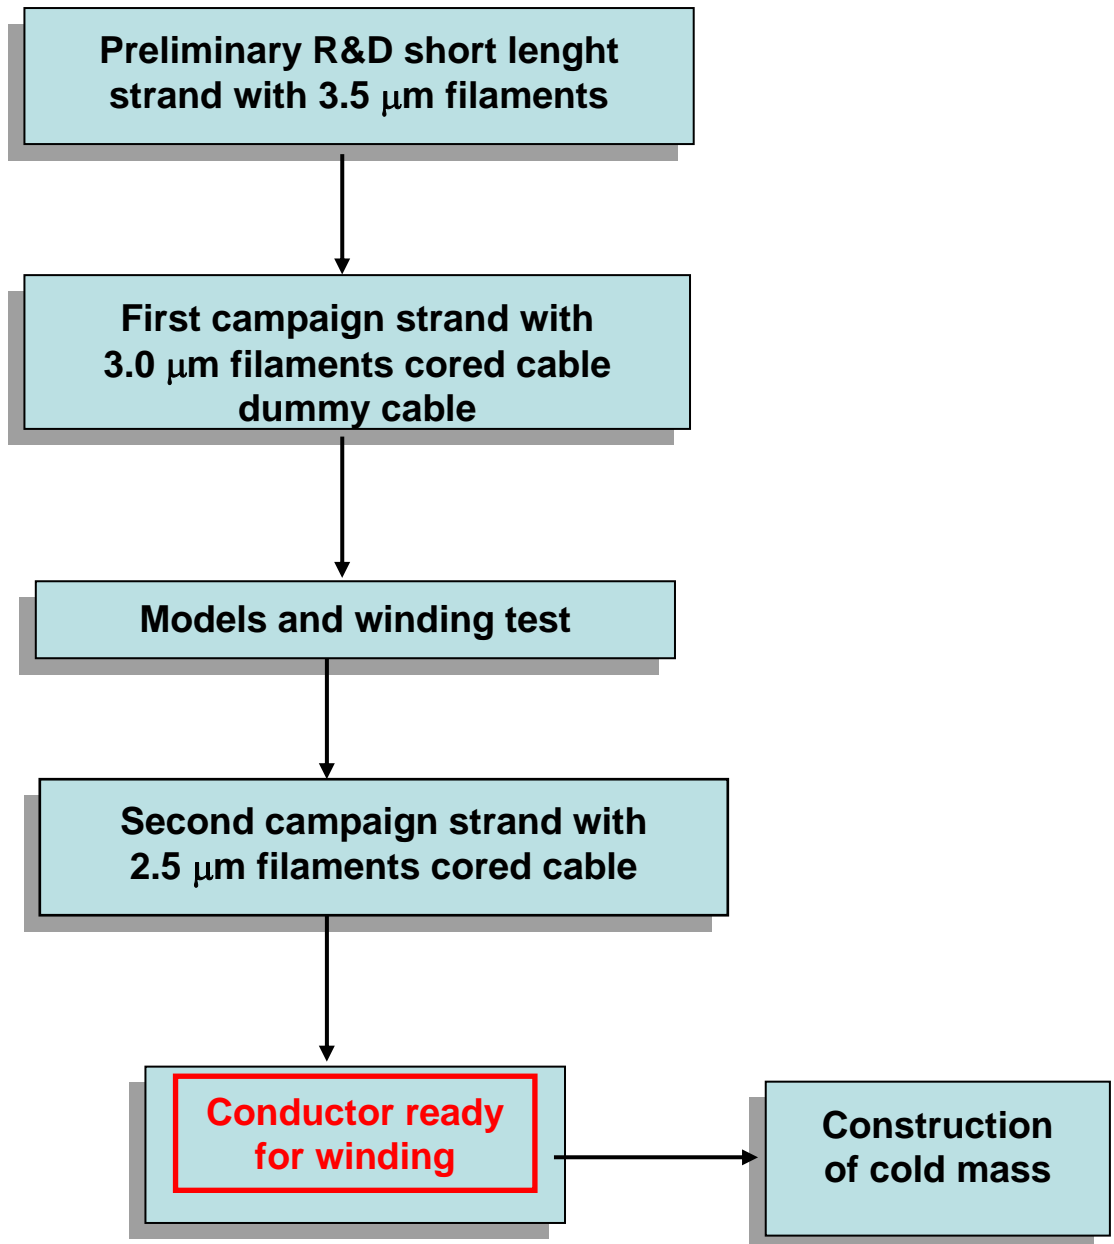 Preliminary R&D short lenght
strand with 3.5 μm filaments
First campaign strand with
3.0 μm filaments cored cable
dummy cable
Models and winding test
Second campaign strand with
2.5 μm filaments cored cable
Conductor ready
for winding
Construction
of cold mass